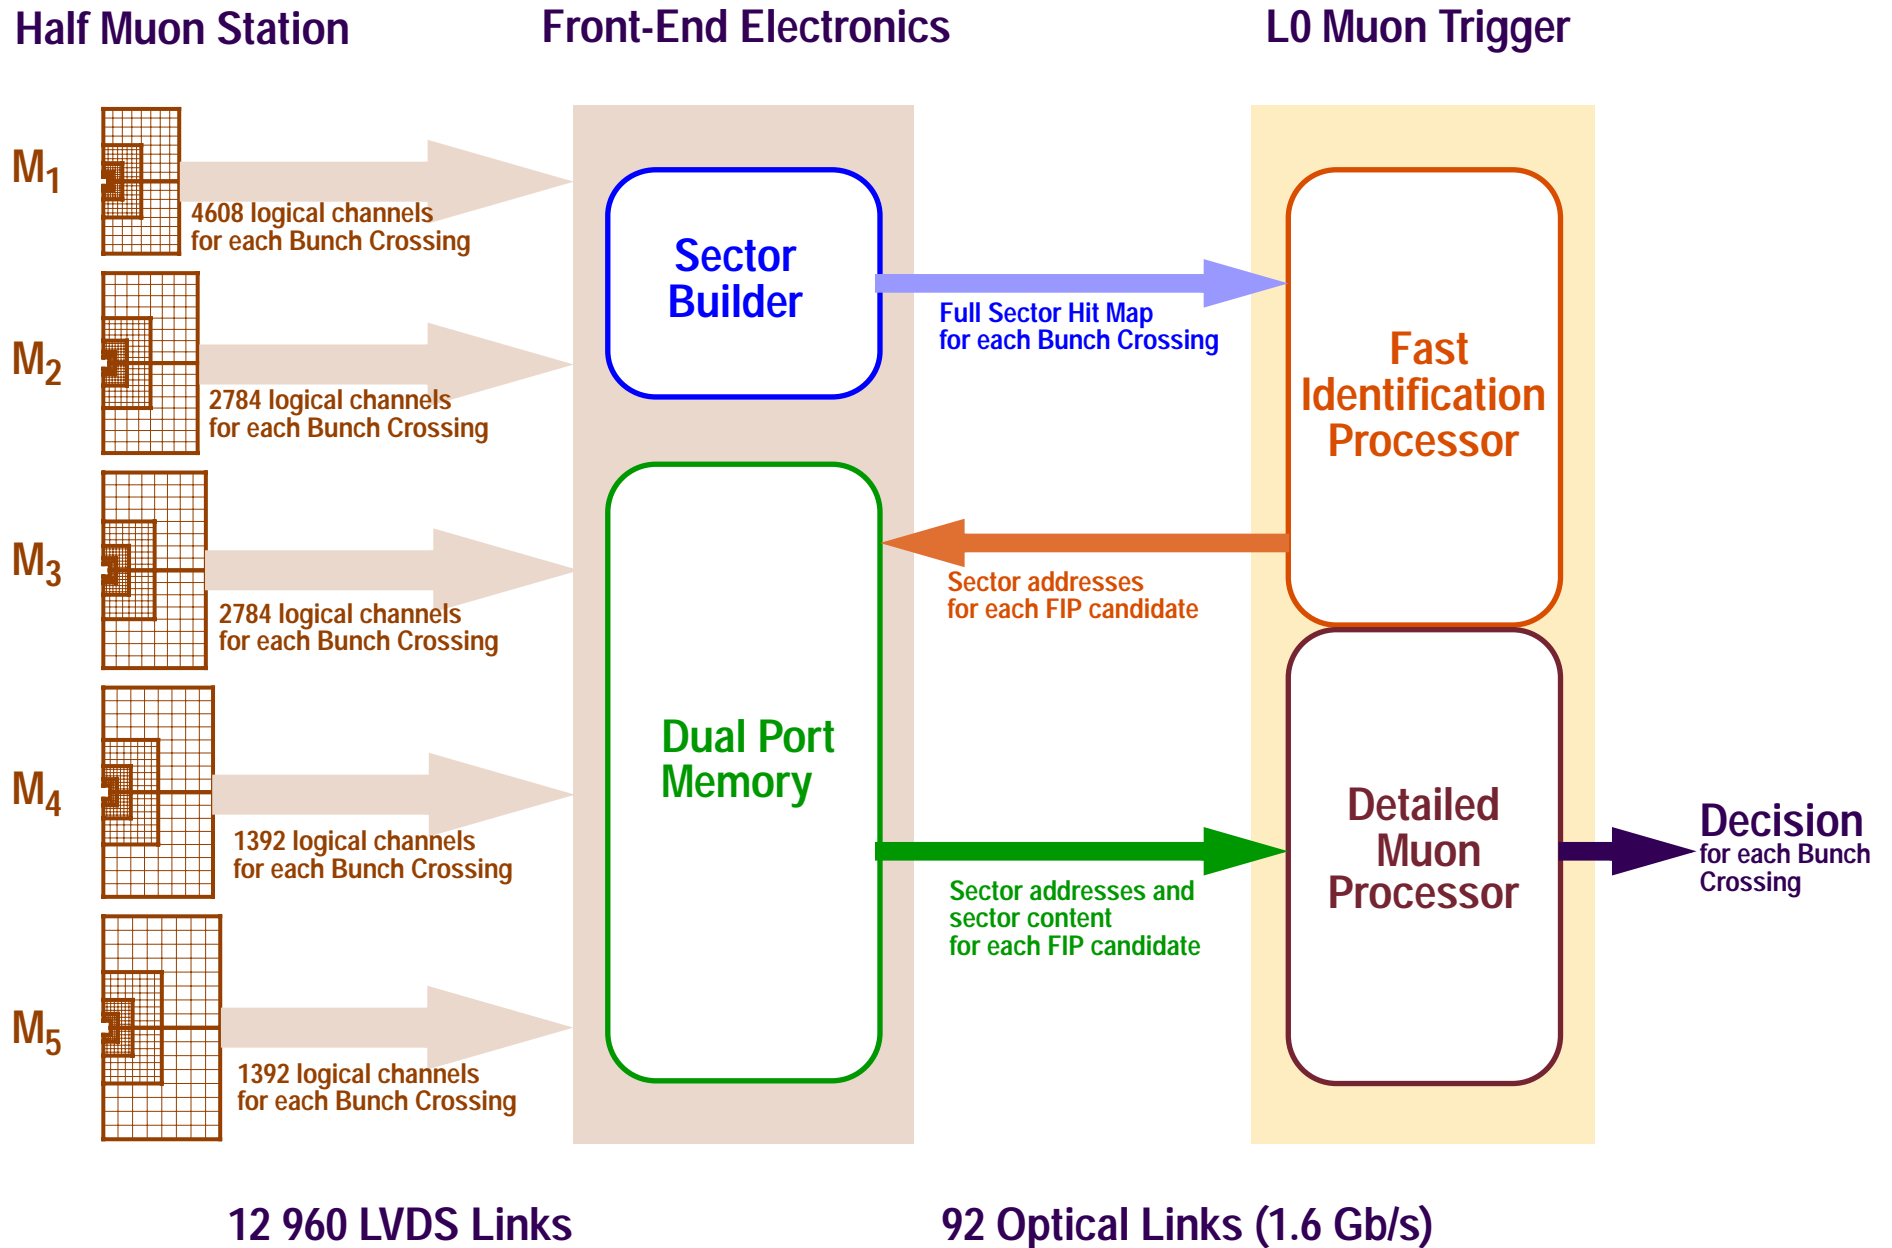 Half Muon Station
Front-End Electronics
L0 Muon Trigger
M1
4608 logical channels
for each Bunch Crossing
M2
2784 logical channels
for each Bunch Crossing
M3
2784 logical channels
for each Bunch Crossing
M4
1392 logical channels
for each Bunch Crossing
M5
1392 logical channels
for each Bunch Crossing
Sector
Builder
Full Sector Hit Map
for each Bunch Crossing
Fast
Identification
Processor
Sector addresses
for each FIP candidate
Dual Port
Memory
Sector addresses and
sector content
for each FIP candidate
Detailed
Muon
Processor
Decision
for each Bunch
Crossing
12 960 LVDS Links
92 Optical Links (1.6 Gb/s)